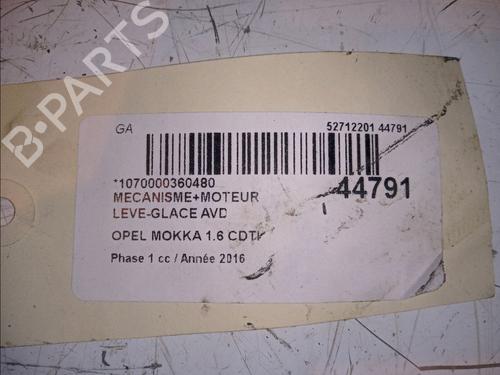 B-PARTS
GA
52712201 44791
*1070000360480
44791
MECANISME+MOTEUR
LEVE-GLACE AVD
OPEL MOKKA 1.6 CDTI
Phase 1 cc / Année 2016